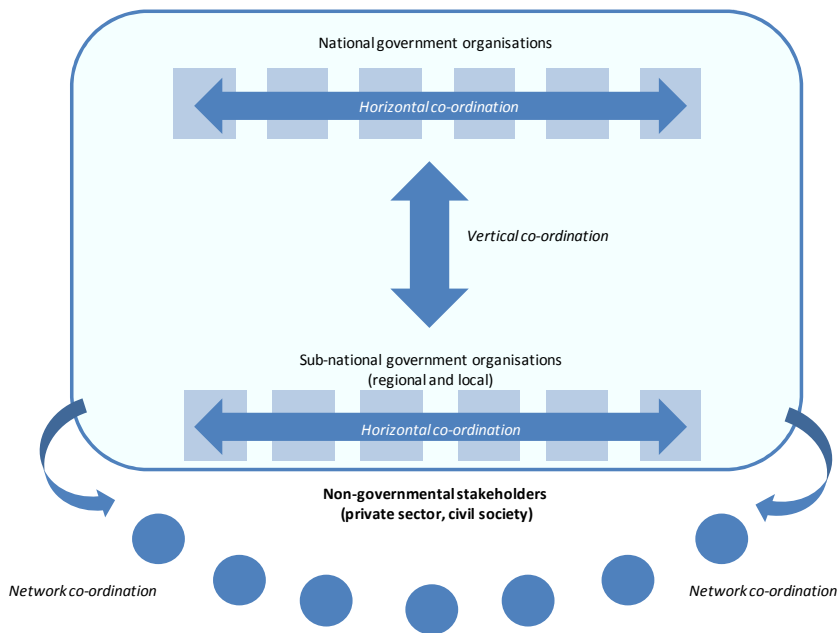 National government organisations
Horizontal co-ordination
Vertical co-ordination
Sub-national government organisations
(regional and local)
Horizontal co-ordination
Non-governmental stakeholders
(private sector, civil society)
Network co-ordination
Network co-ordination